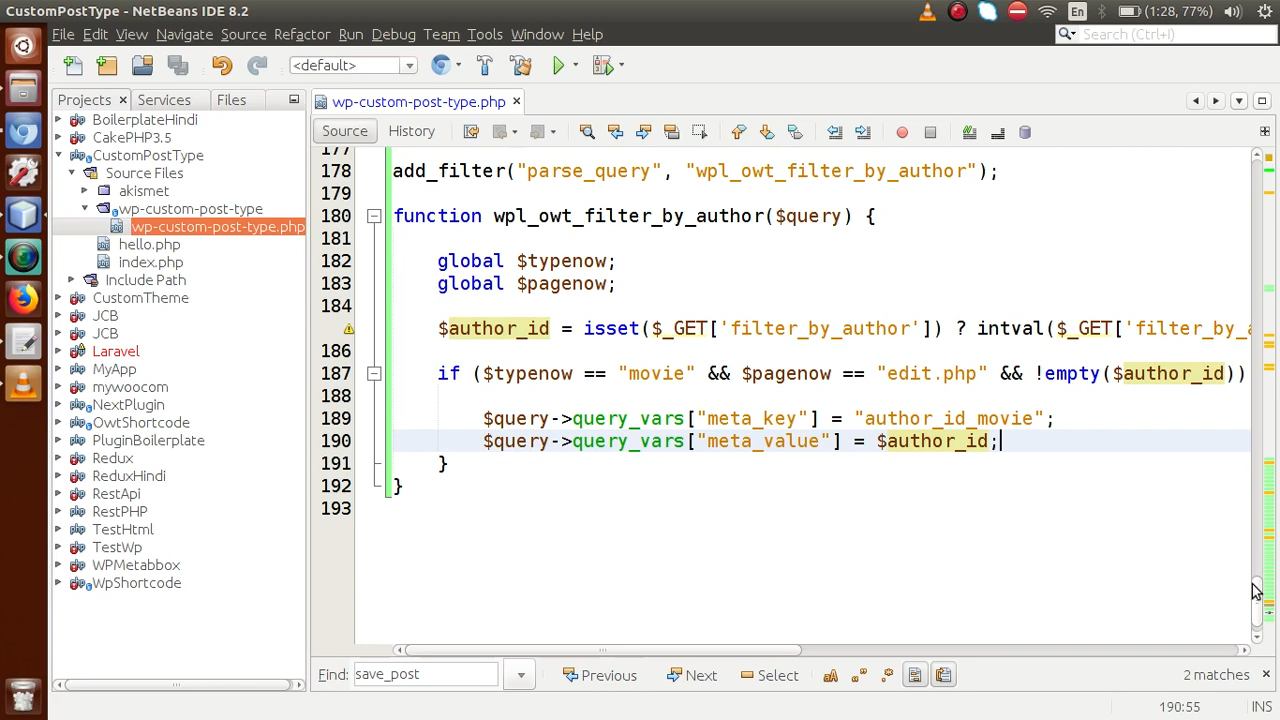 CustomPostType - NetBeans IDE 8.2
En
(1:28, 77%)
File Edit View Navigate Source Refactor Run Debug Team Tools Window Help
Search (Ctrl+I)
<default>
Projects
Services
Files
wp-custom-post-type.php
Source
History
BoilerplateHindi
CakePHP3.5
CustomPostType
Source Files
akismet
wp-custom-post-type
wp-custom-post-type.php
hello.php
index.php
Include Path
CustomTheme
JCB
JCB
Laravel
MyApp
mywoocom
NextPlugin
OwtShortcode
PluginBoilerplate
Redux
ReduxHindi
RestApi
RestPHP
TestHtml
TestWp
WPMetabbox
WpShortcode
177
178 add_filter("parse_query", "wpl_owt_filter_by_author");
179
180 function wpl_owt_filter_by_author($query) {
181
182 global $typenow;
183 global $pagenow;
184
$author_id = isset($_GET['filter_by_author']) ? intval($_GET['filter_by_a
186
187 if ($typenow == "movie" && $pagenow == "edit.php" && !empty($author_id))
188
189 $query->query_vars["meta_key"] = "author_id_movie";
190 $query->query_vars["meta_value"] = $author_id;
191 }
192 }
193
Find: save_post
Previous
Next
Select
2 matches
190:55
INS